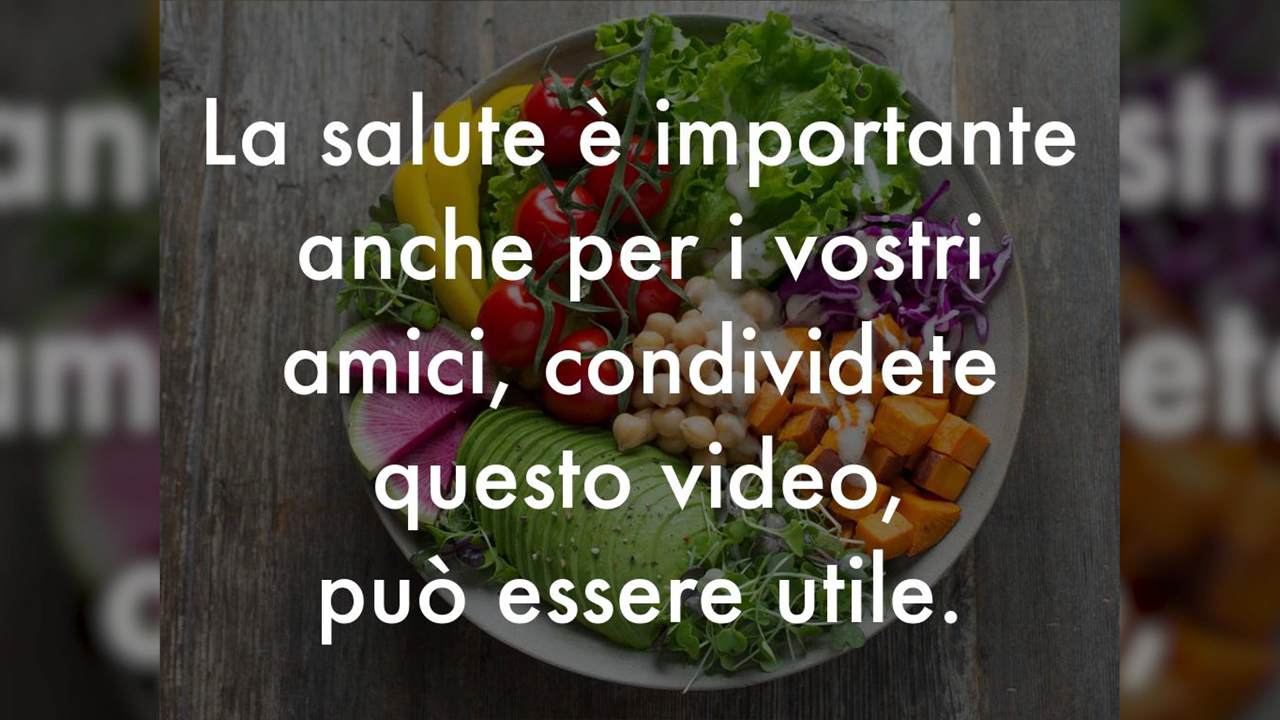 La salute è importante
anche per i vostri
amici, condividete
questo video,
può essere utile.